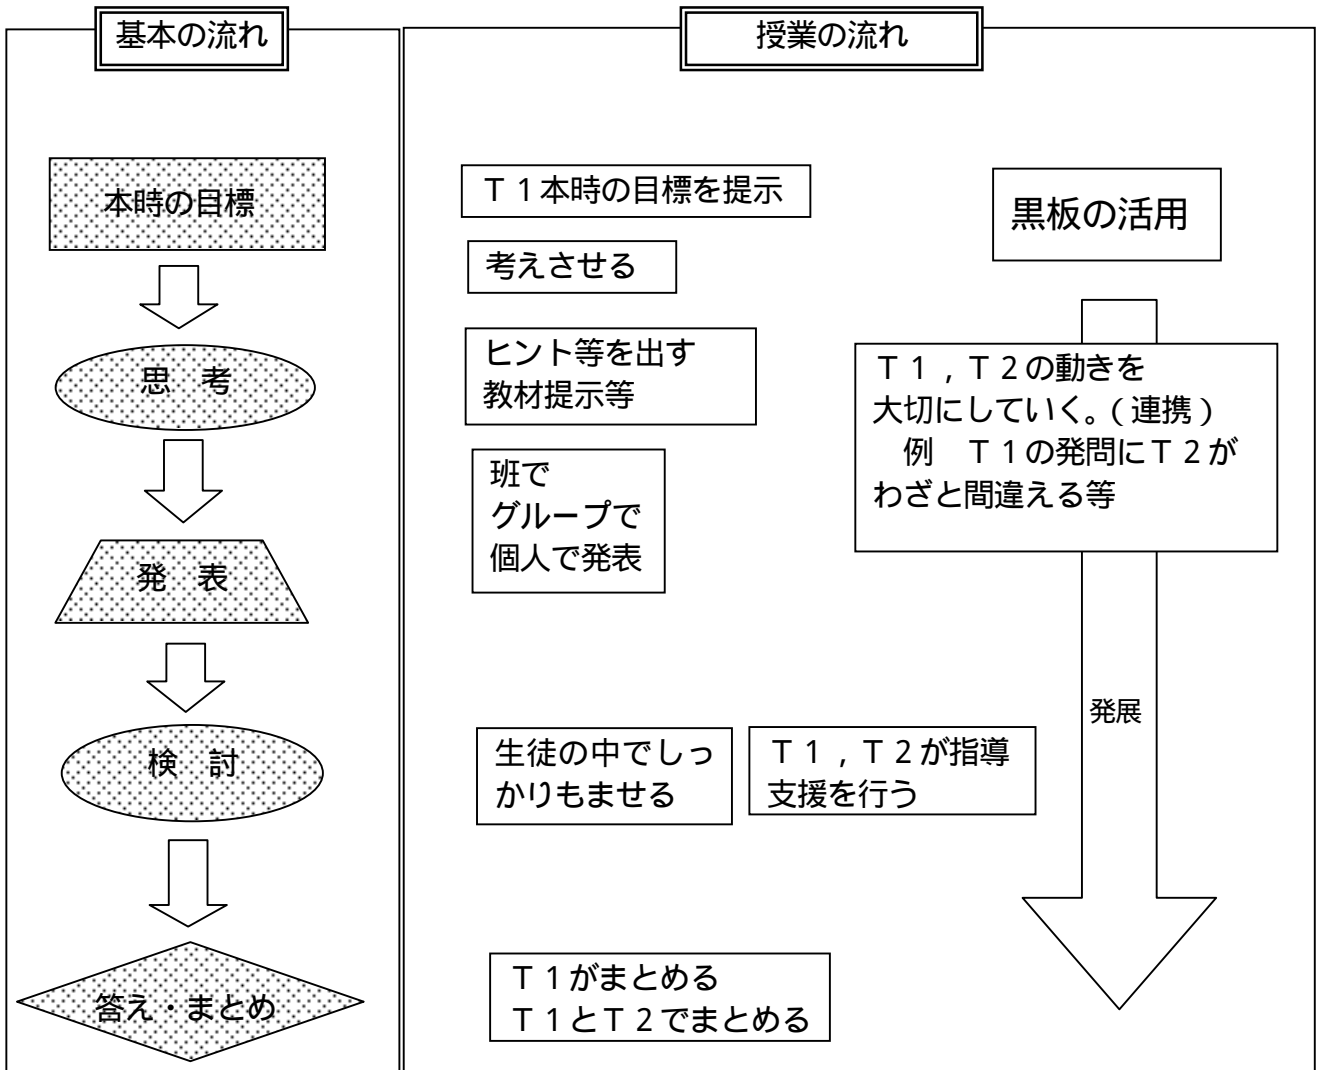 基本の流れ
本時の目標
思　考
発　表
検　討
答え・まとめ
授業の流れ
Ｔ１本時の目標を提示
考えさせる
ヒント等を出す
教材提示等
班で
グループで
個人で発表
生徒の中でしっ
かりもませる
Ｔ１，Ｔ２が指導
支援を行う
Ｔ１がまとめる
Ｔ１とＴ２でまとめる
黒板の活用
Ｔ１，Ｔ２の動きを
大切にしていく。（連携）
　例　Ｔ１の発問にＴ２が
わざと間違える等
発展